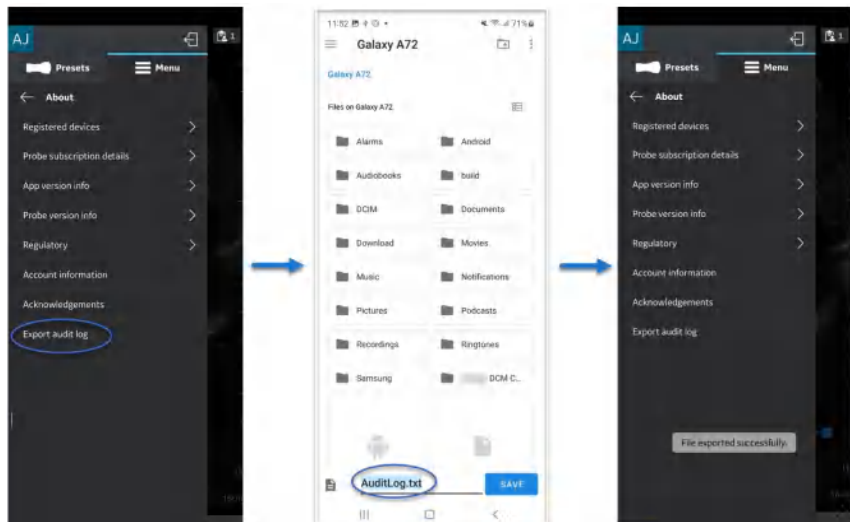 AJ
1
Presets
Menu
About
Registered devices
Probe subscription details
App version info
Probe version info
Regulatory
Account information
Acknowledgements
Export audit log
11:52
71%
Galaxy A72
Galaxy A72
Files on Galaxy A72
Alarms Android
Audiobooks build
DCIM Documents
Download Movies
Music Notifications
Pictures Podcasts
Recordings Ringtones
Samsung DCM C...
AuditLog.txt
SAVE
AJ
1
Presets
Menu
About
Registered devices
Probe subscription details
App version info
Probe version info
Regulatory
Account information
Acknowledgements
Export audit log
File exported successfully.